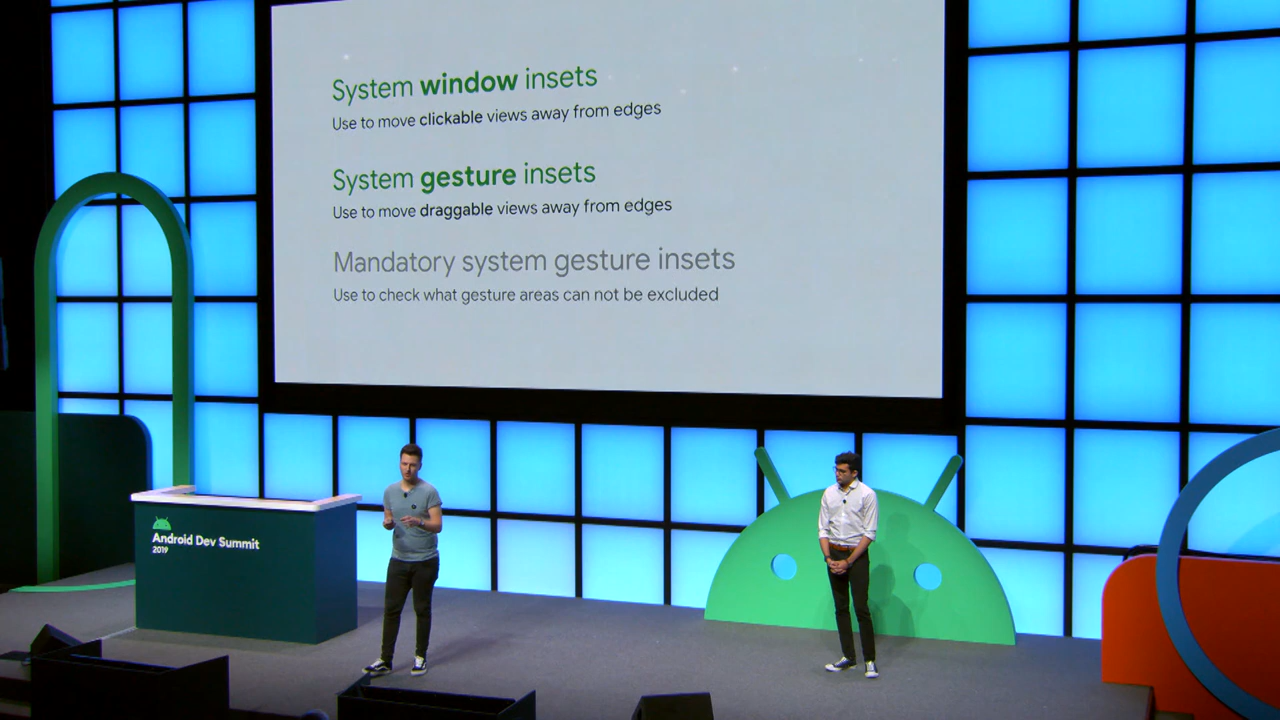 System window insets
Use to move clickable views away from edges
System gesture insets
Use to move draggable views away from edges
Mandatory system gesture insets
Use to check what gesture areas can not be excluded
Android Dev Summit
2019